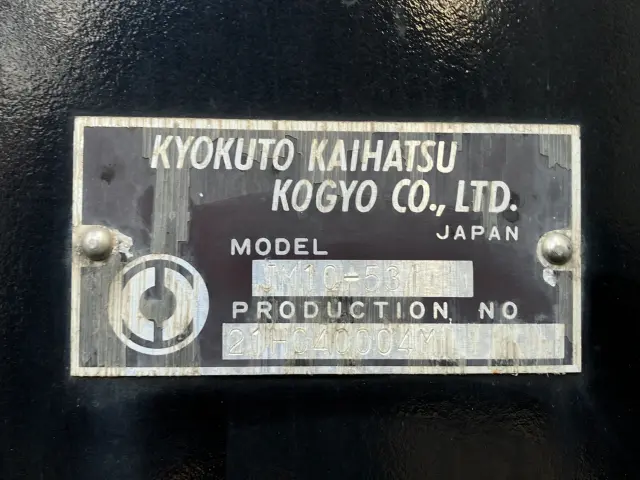 KYOKUTO KAIHATSU
KOGYO CO., LTD.
JAPAN
MODEL
PRODUCTION NO